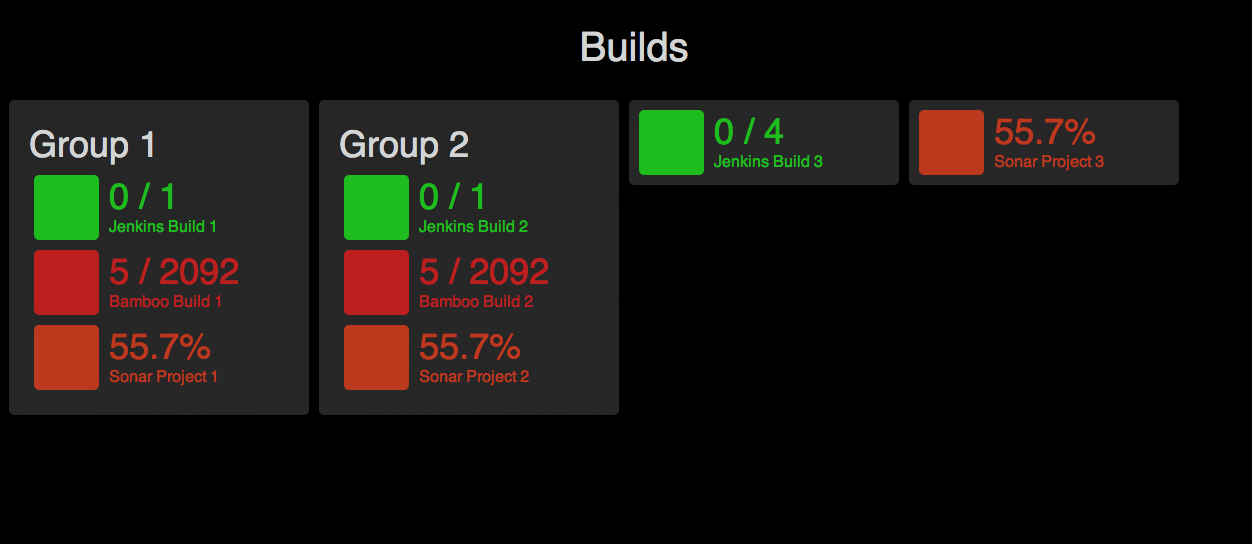 Builds
Group 1
0 / 1
Jenkins Build 1
5 / 2092
Bamboo Build 1
55.7%
Sonar Project 1
Group 2
0 / 1
Jenkins Build 2
5 / 2092
Bamboo Build 2
55.7%
Sonar Project 2
0 / 4
Jenkins Build 3
55.7%
Sonar Project 3